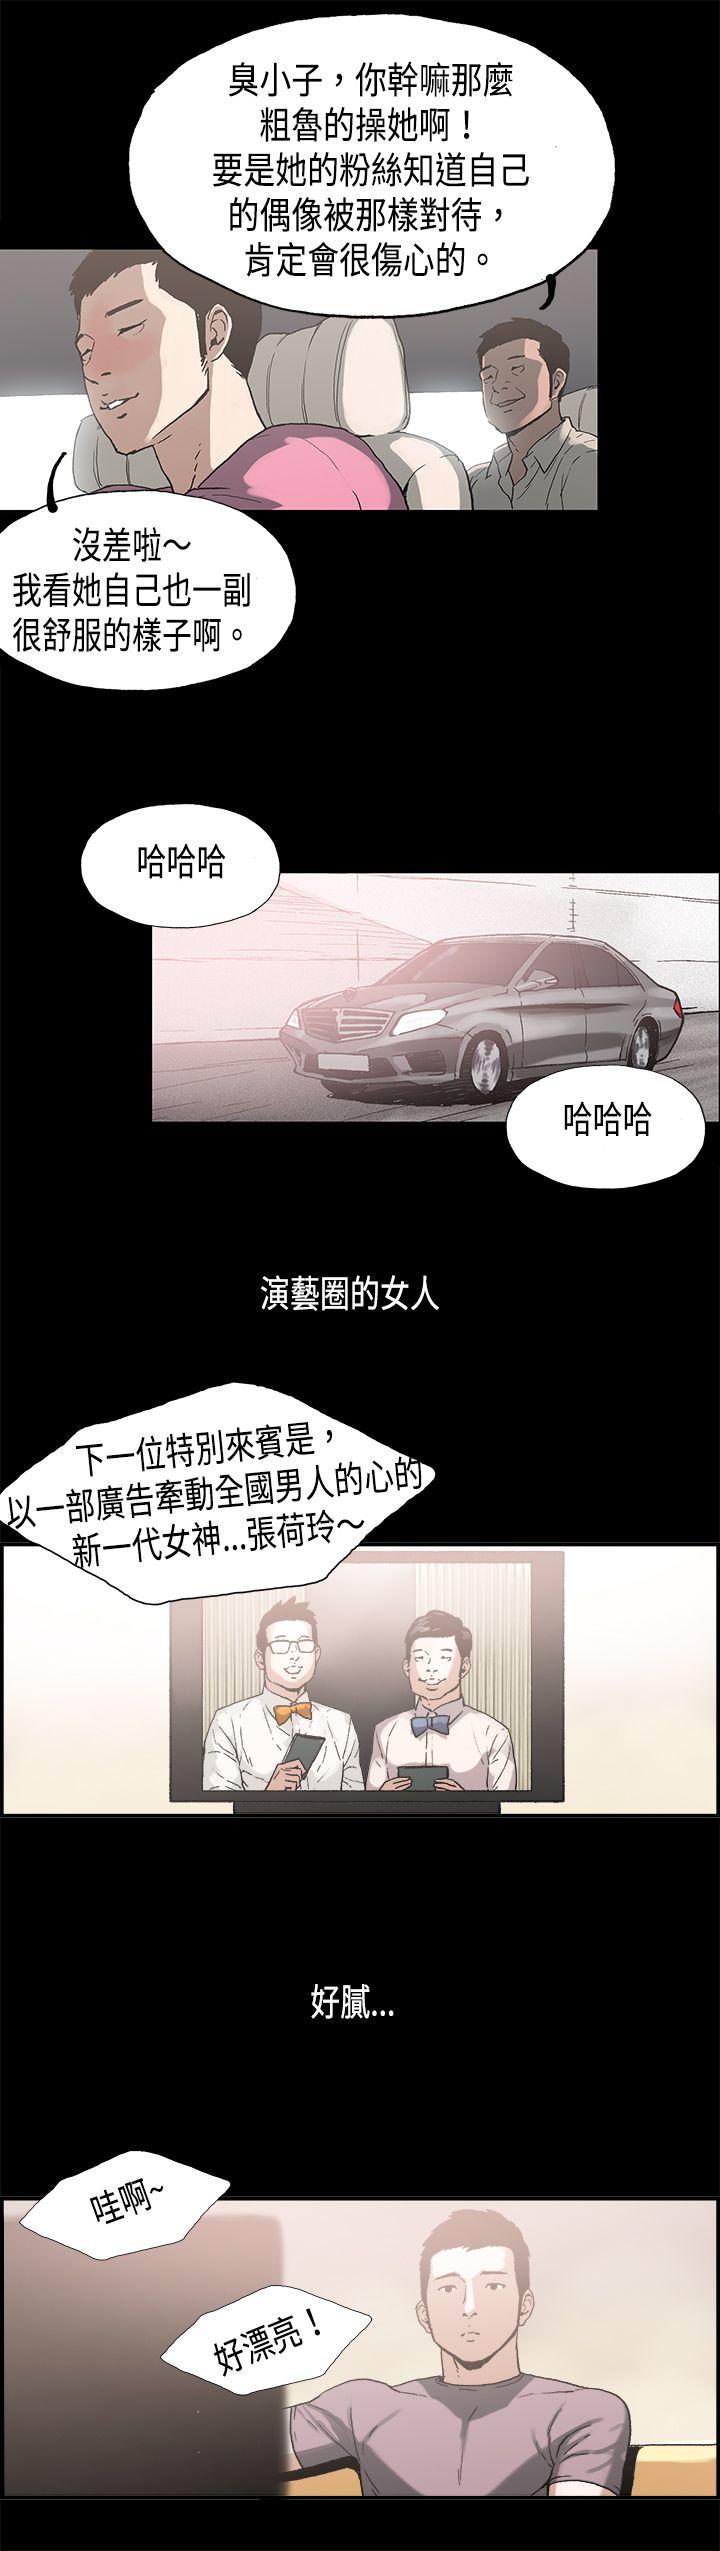 臭小子，你幹嘛那麼
粗魯的操她啊！
要是她的粉絲知道自己
的偶像被那樣對待，
肯定會很傷心的。
沒差啦～
我看她自己也一副
很舒服的樣子啊。
哈哈哈
哈哈哈
演藝圈的女人
下一位特別來賓是，
以一部廣告牽動全國男人的心的
新一代女神...張荷玲～
好膩...
哇啊~
好漂亮！